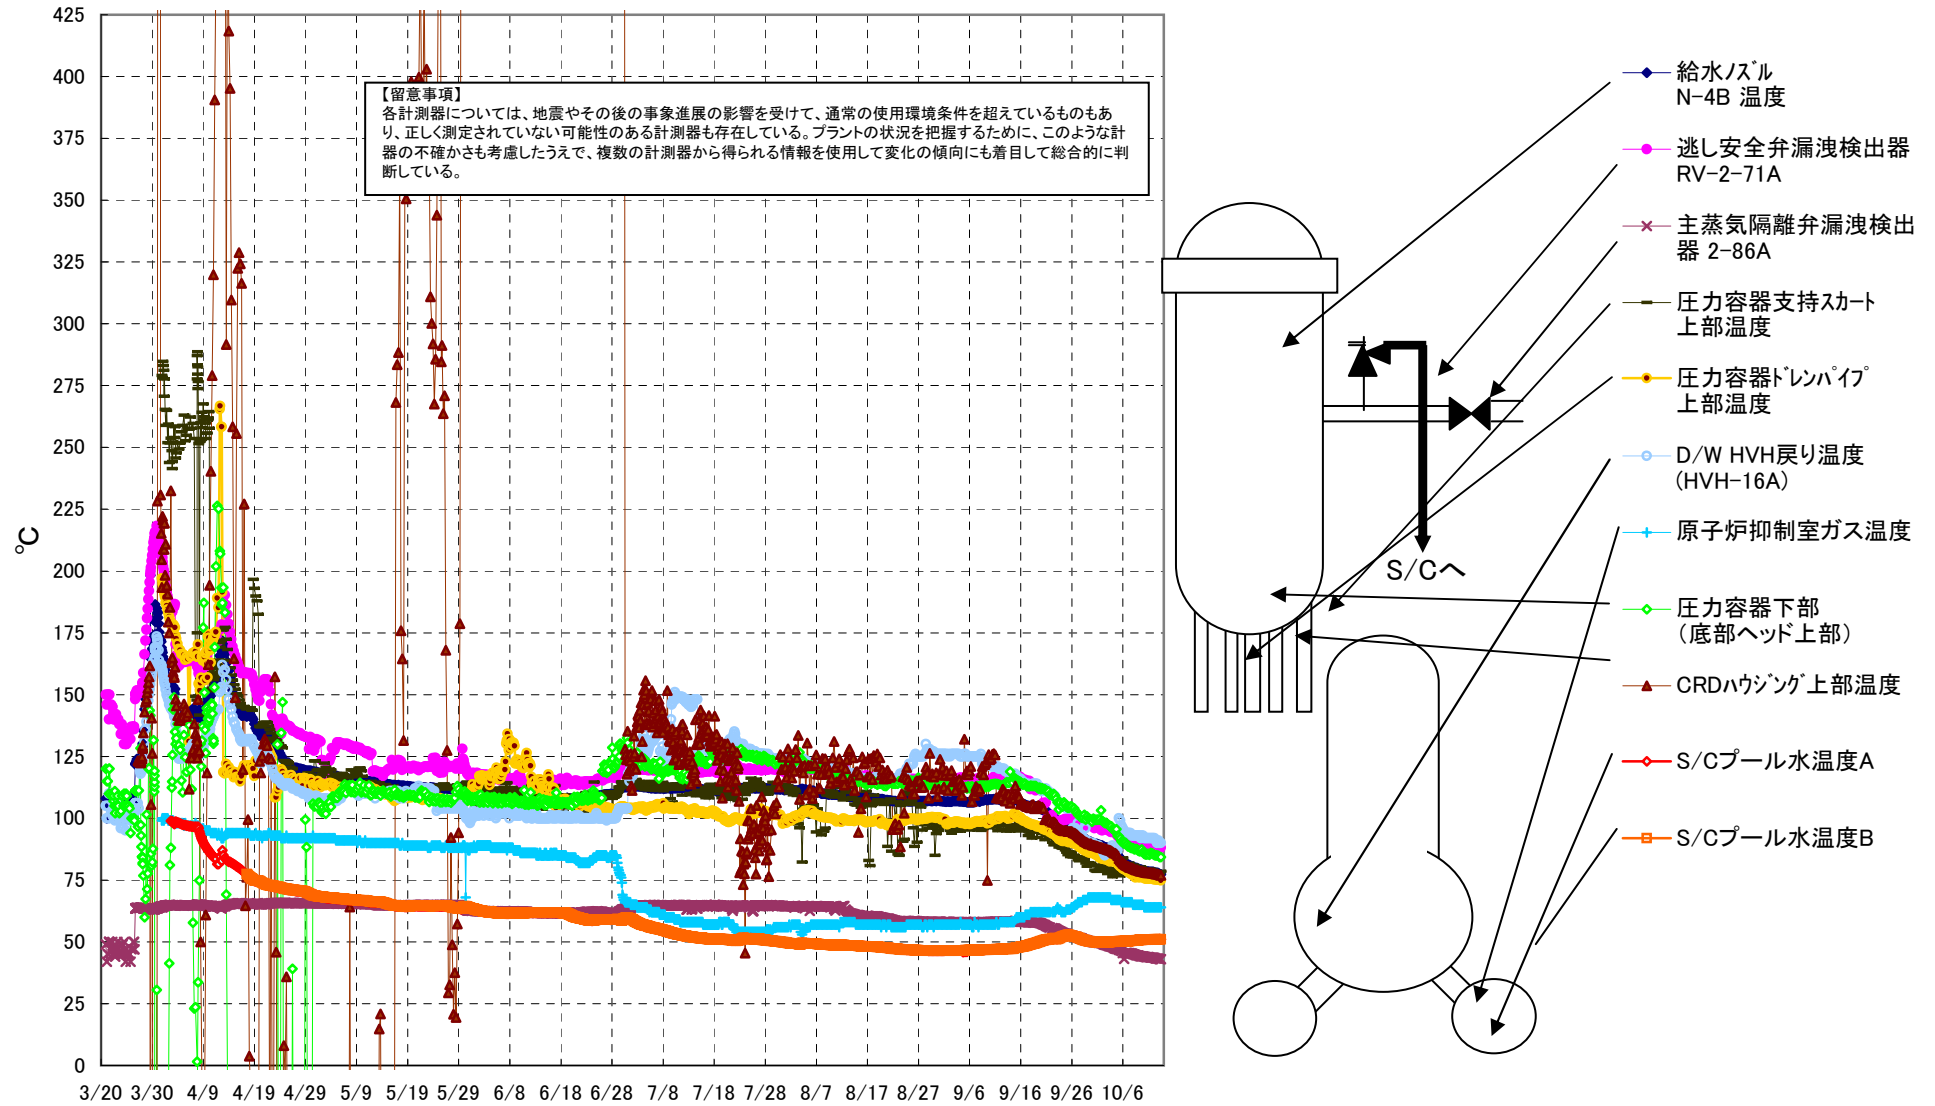 425
400
375
350
325
300
275
250
225
200
175
150
125
100
75
50
25
0
℃
3/20 3/30 4/9 4/19 4/29 5/9 5/19 5/29 6/8 6/18 6/28 7/8 7/18 7/28 8/7 8/17 8/27 9/6 9/16 9/26 10/6
【留意事項】
各計測器については、地震やその後の事象進展の影響を受けて、通常の使用環境条件を超えているものもあ
り、正しく測定されていない可能性のある計測器も存在している。プラントの状況を把握するために、このような計
器の不確かさも考慮したうえで、複数の計測器から得られる情報を使用して変化の傾向にも着目して総合的に判
断している。
S/Cへ
給水ﾉｽﾞﾙ
N-4B 温度
逃し安全弁漏洩検出器
RV-2-71A
主蒸気隔離弁漏洩検出
器 2-86A
圧力容器支持ｽｶｰﾄ
上部温度
圧力容器ﾄﾞﾚﾝﾊﾟｲﾌﾟ
上部温度
D/W HVH戻り温度
(HVH-16A)
原子炉抑制室ガス温度
圧力容器下部
（底部ヘッド上部）
CRDﾊｳｼﾞﾝｸﾞ上部温度
S/Cプール水温度A
S/Cプール水温度B